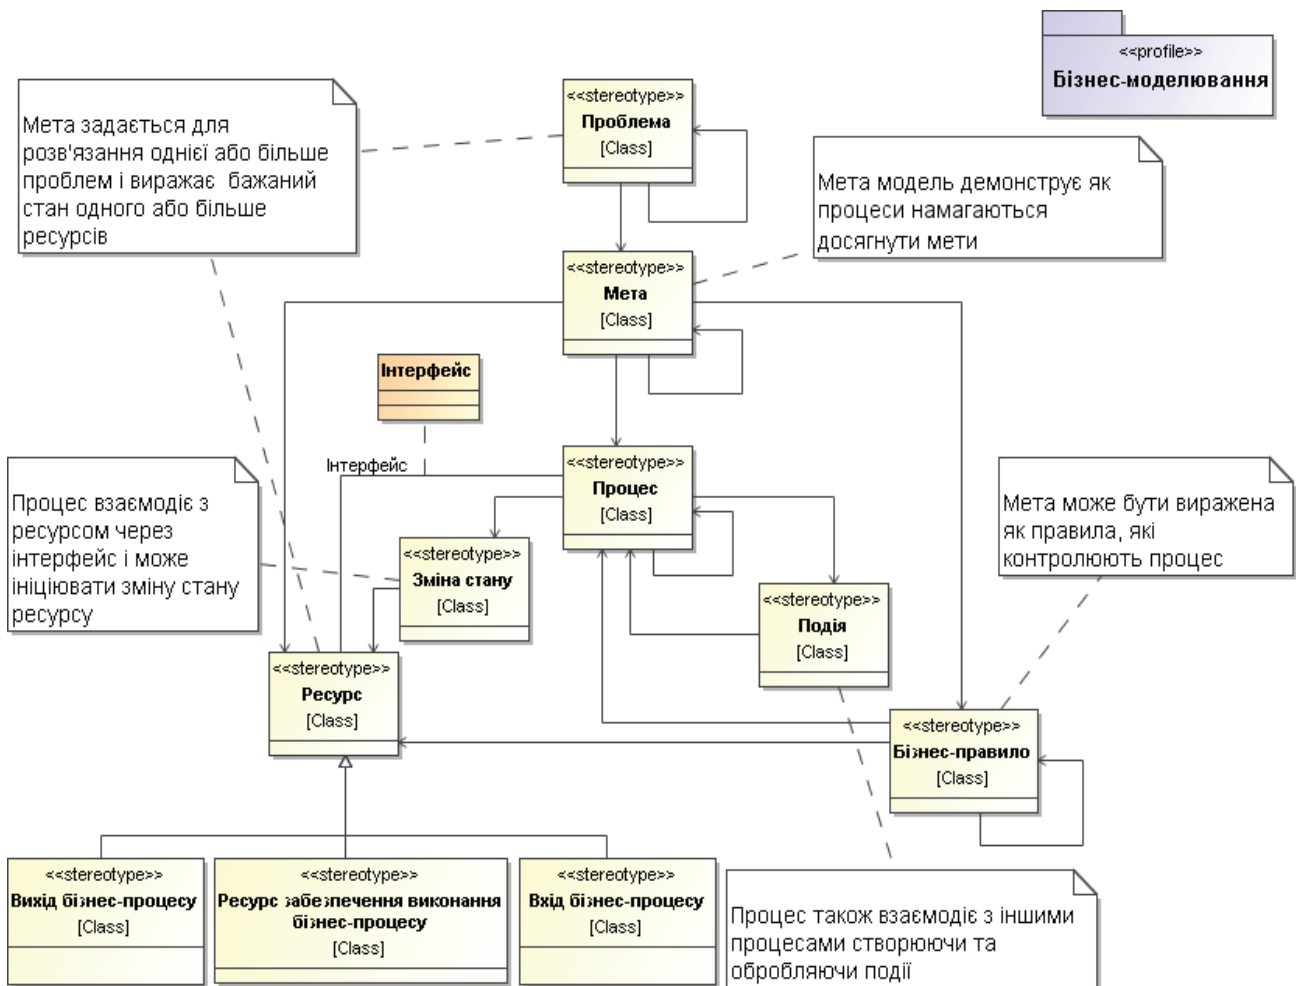 <<profile>>
Бізнес-моделювання
<<stereotype>>
Проблема
[Class]
Мета задається для
розв'язання однієї або більше
проблем і виражає бажаний
стан одного або більше
ресурсів
Мета модель демонструє як
процеси намагаються
досягнути мети
<<stereotype>>
Мета
[Class]
Інтерфейс
Інтерфейс
<<stereotype>>
Процес
[Class]
Процес взаємодіє з
ресурсом через
інтерфейс і може
ініціювати зміну стану
ресурсу
Мета може бути виражена
як правила, які
контролюють процес
<<stereotype>>
Зміна стану
[Class]
<<stereotype>>
Подія
[Class]
<<stereotype>>
Ресурс
[Class]
<<stereotype>>
Бізнес-правило
[Class]
<<stereotype>>
Вихід бізнес-процесу
[Class]
<<stereotype>>
Ресурс забезпечення виконання
бізнес-процесу
[Class]
<<stereotype>>
Вхід бізнес-процесу
[Class]
Процес також взаємодіє з іншими
процесами створюючи та
обробляючи події